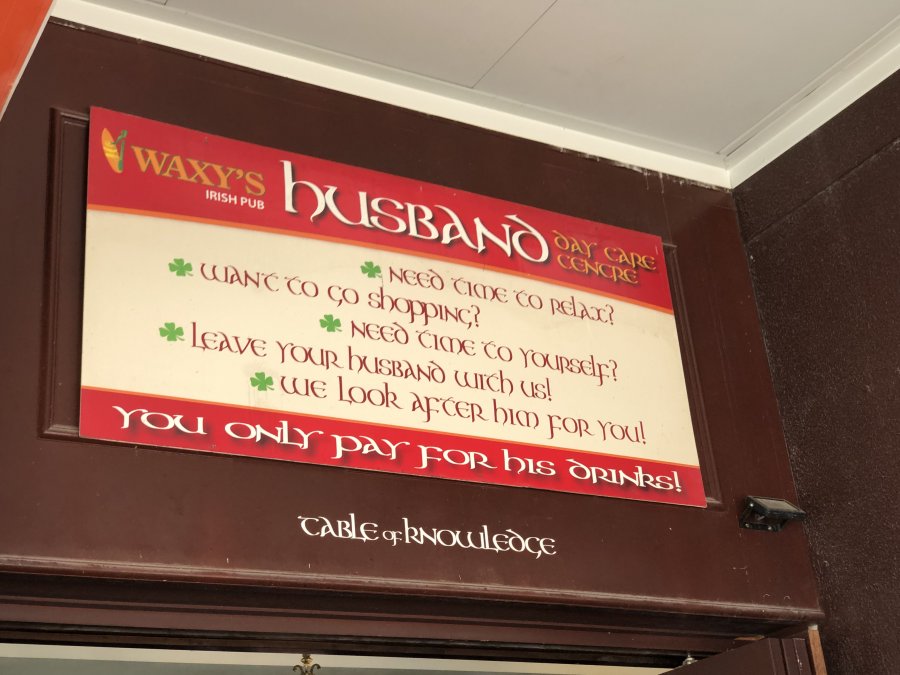 WAXY'S
IRISH PUB
HUSBAND
DAY CARE
CENTRE
NEED TIME TO RELAX?
WANT TO GO SHOPPING?
NEED TIME TO YOURSELF?
LEAVE YOUR HUSBAND WITH US!
WE LOOK AFTER HIM FOR YOU!
YOU ONLY PAY FOR HIS DRINKS!
TABLE OF KNOWLEDGE